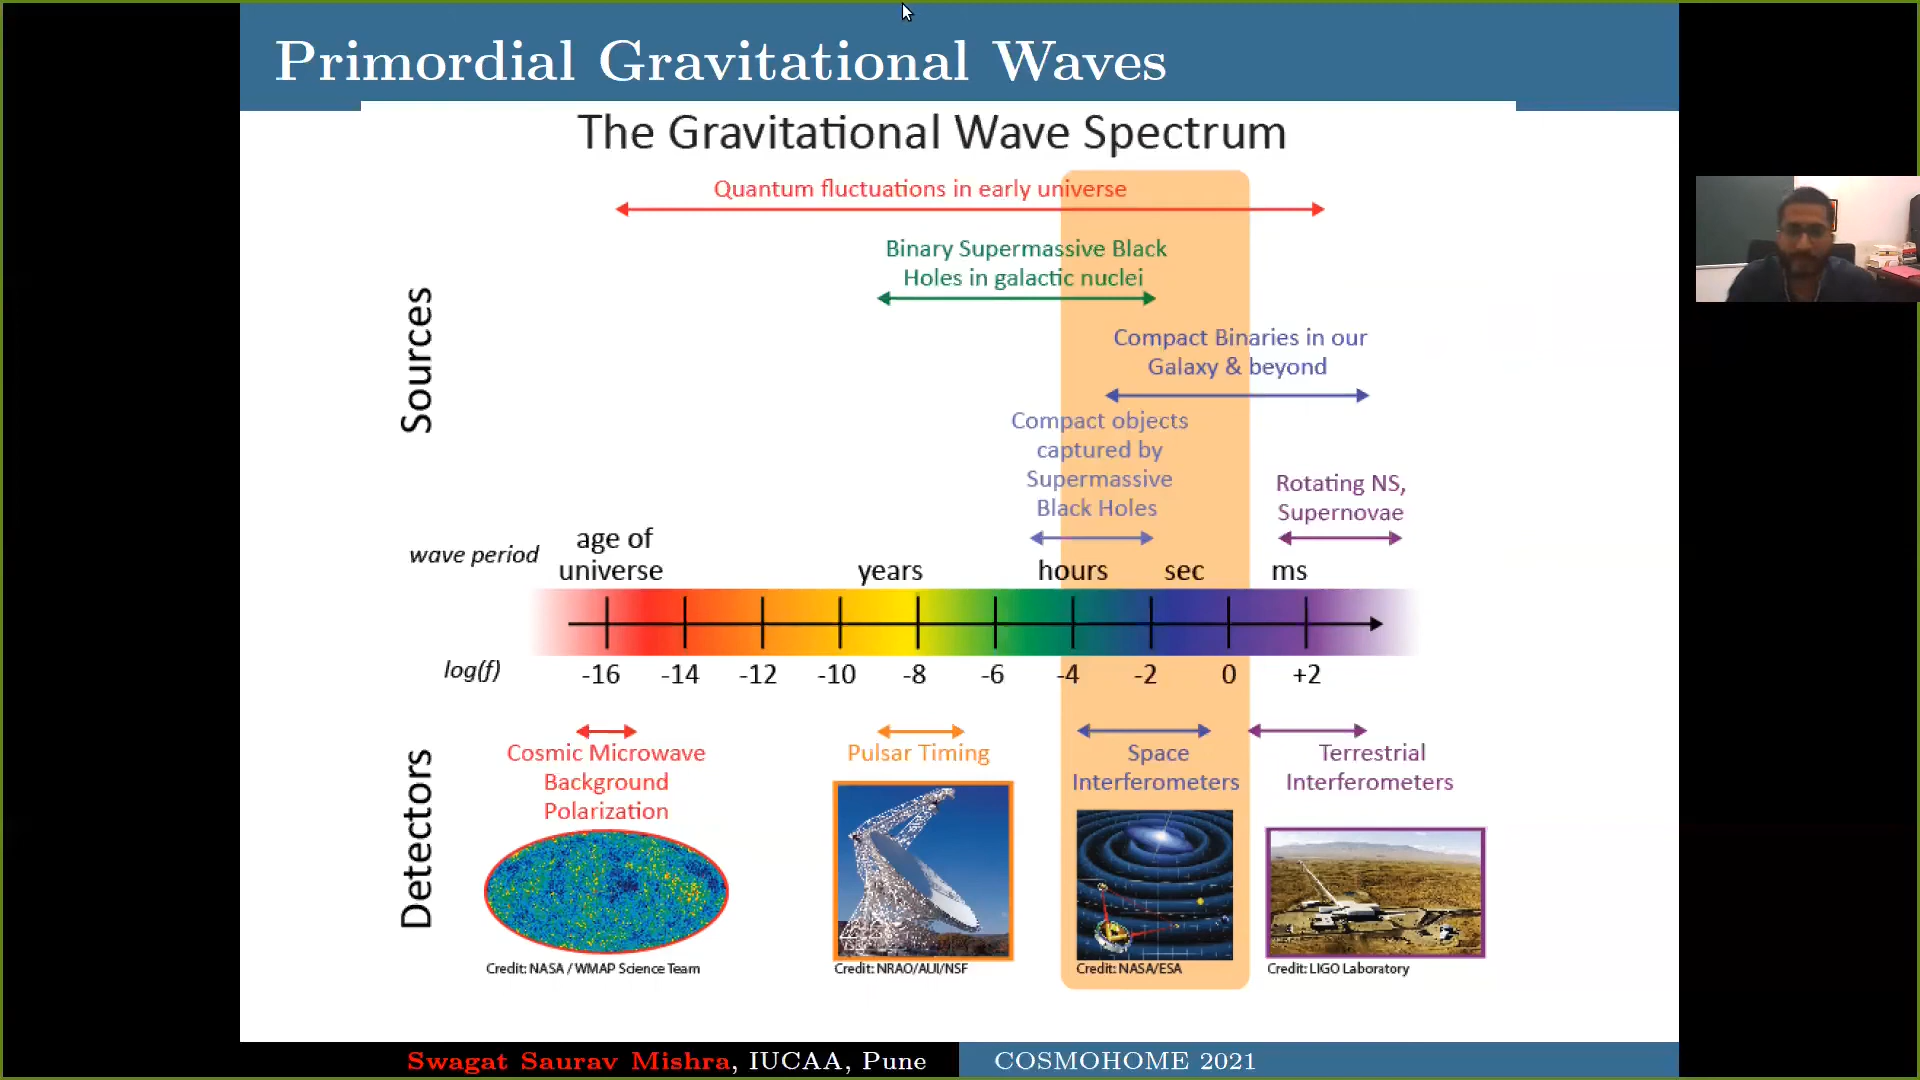 Primordial Gravitational Waves
The Gravitational Wave Spectrum
Quantum fluctuations in early universe
Binary Supermassive Black
Holes in galactic nuclei
Compact Binaries in our
Galaxy & beyond
Sources
Compact objects
captured by
Supermassive
Black Holes
Rotating NS,
Supernovae
wave period
age of
universe
years
hours
sec
ms
log(f)
-16 -14 -12 -10 -8 -6 -4 -2 0 +2
Detectors
Cosmic Microwave
Background
Polarization
Pulsar Timing
Space
Interferometers
Terrestrial
Interferometers
Credit: NASA / WMAP Science Team
Credit: NRAO/AUI/NSF
Credit: NASA/ESA
Credit: LIGO Laboratory
Swagat Saurav Mishra, IUCAA, Pune
COSMOHOME 2021